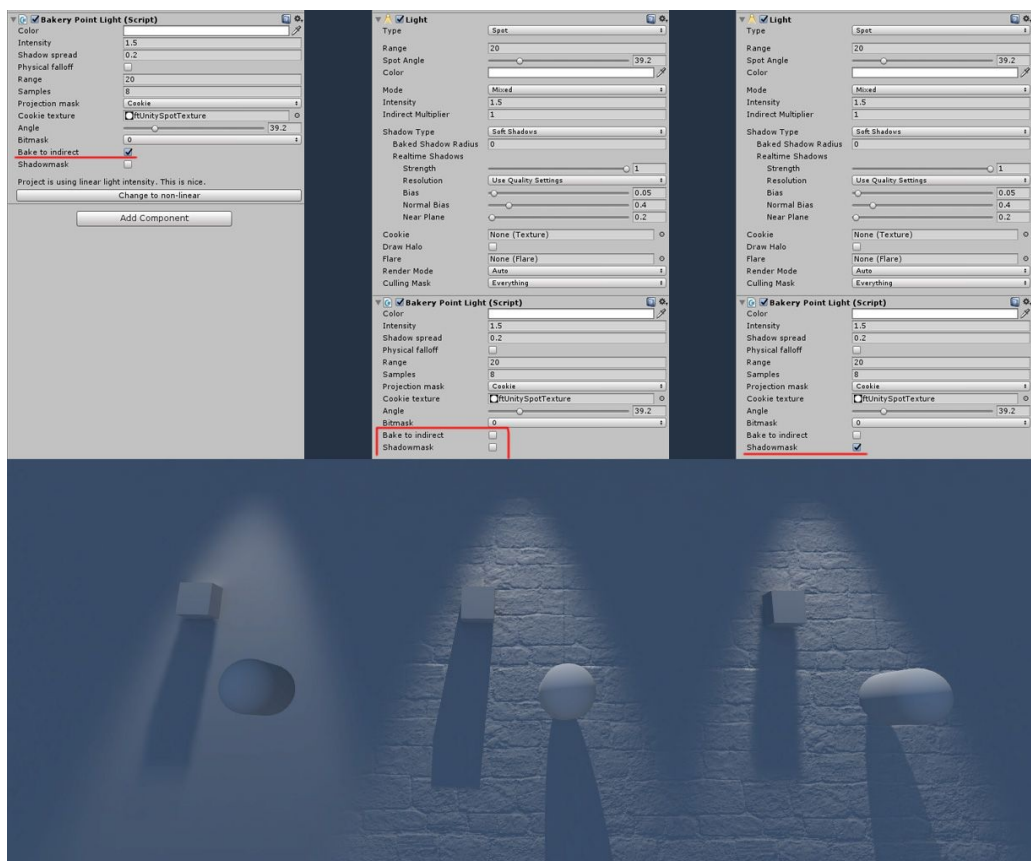 Bakery Point Light (Script)
Color
Intensity 1.5
Shadow spread 0.2
Physical falloff
Range 20
Samples 8
Projection mask Cookie
Cookie texture ftUnitySpotTexture
Angle 39.2
Bitmask 0
Bake to indirect
Shadowmask
Project is using linear light intensity. This is nice.
Change to non-linear
Add Component
Light
Type Spot
Range 20
Spot Angle 39.2
Color
Mode Mixed
Intensity 1.5
Indirect Multiplier 1
Shadow Type Soft Shadows
Baked Shadow Radius 0
Realtime Shadows
Strength 1
Resolution Use Quality Settings
Bias 0.05
Normal Bias 0.4
Near Plane 0.2
Cookie None (Texture)
Draw Halo
Flare None (Flare)
Render Mode Auto
Culling Mask Everything
Bakery Point Light (Script)
Color
Intensity 1.5
Shadow spread 0.2
Physical falloff
Range 20
Samples 8
Projection mask Cookie
Cookie texture ftUnitySpotTexture
Angle 39.2
Bitmask 0
Bake to indirect
Shadowmask
Light
Type Spot
Range 20
Spot Angle 39.2
Color
Mode Mixed
Intensity 1.5
Indirect Multiplier 1
Shadow Type Soft Shadows
Baked Shadow Radius 0
Realtime Shadows
Strength 1
Resolution Use Quality Settings
Bias 0.05
Normal Bias 0.4
Near Plane 0.2
Cookie None (Texture)
Draw Halo
Flare None (Flare)
Render Mode Auto
Culling Mask Everything
Bakery Point Light (Script)
Color
Intensity 1.5
Shadow spread 0.2
Physical falloff
Range 20
Samples 8
Projection mask Cookie
Cookie texture ftUnitySpotTexture
Angle 39.2
Bitmask 0
Bake to indirect
Shadowmask